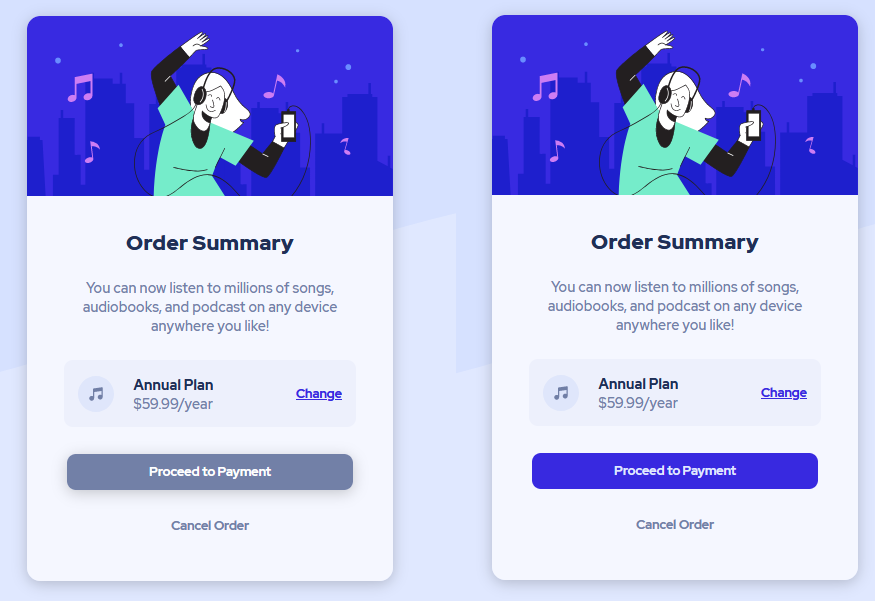 Order Summary
You can now listen to millions of songs,
audiobooks, and podcast on any device
anywhere you like!
Annual Plan
$59.99/year
Change
Proceed to Payment
Cancel Order
Order Summary
You can now listen to millions of songs,
audiobooks, and podcast on any device
anywhere you like!
Annual Plan
$59.99/year
Change
Proceed to Payment
Cancel Order